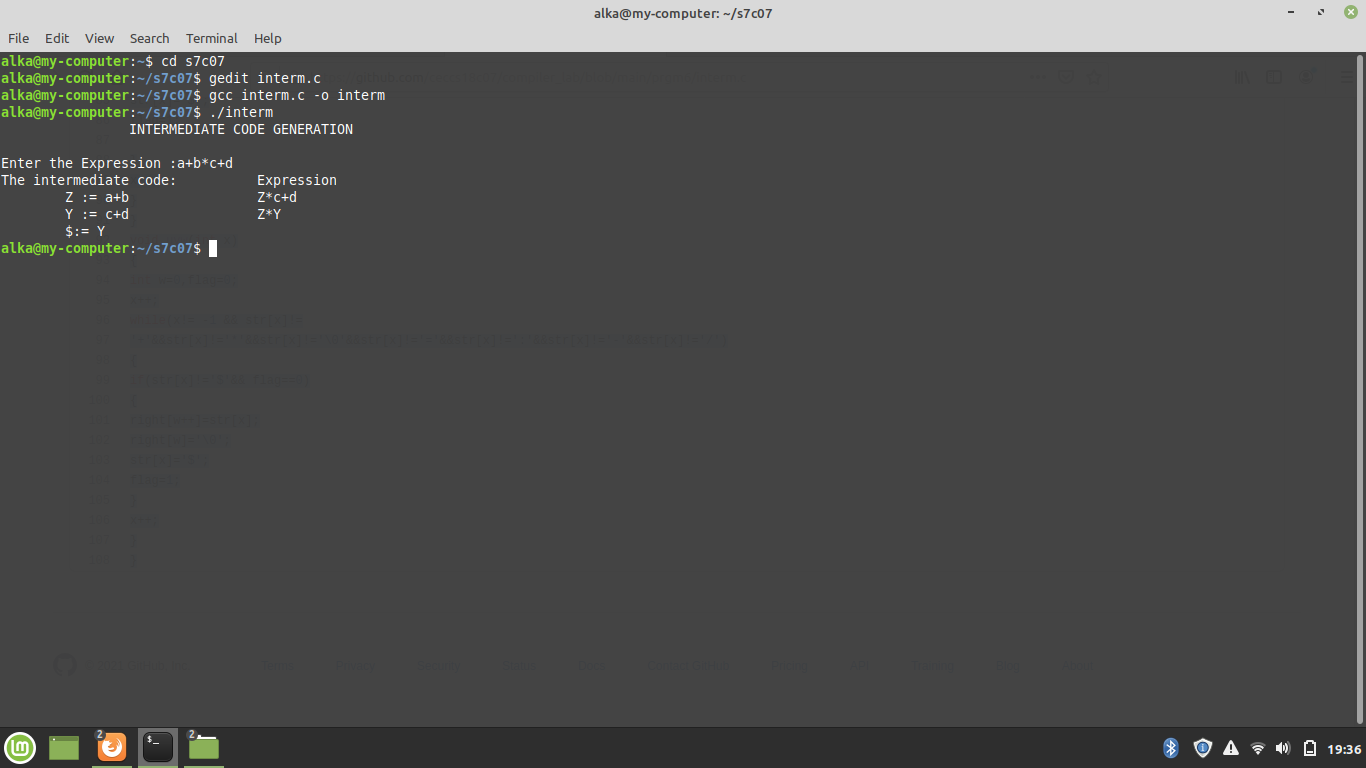 alka@my-computer: ~/s7c07
File Edit View Search Terminal Help
alka@my-computer:~$ cd s7c07
alka@my-computer:~/s7c07$ gedit interm.c
alka@my-computer:~/s7c07$ gcc interm.c -o interm
alka@my-computer:~/s7c07$ ./interm
INTERMEDIATE CODE GENERATION
Enter the Expression :a+b*c+d
The intermediate code: Expression
Z := a+b Z*c+d
Y := c+d Z*Y
$:= Y
alka@my-computer:~/s7c07$
2 $_ 2 19:36